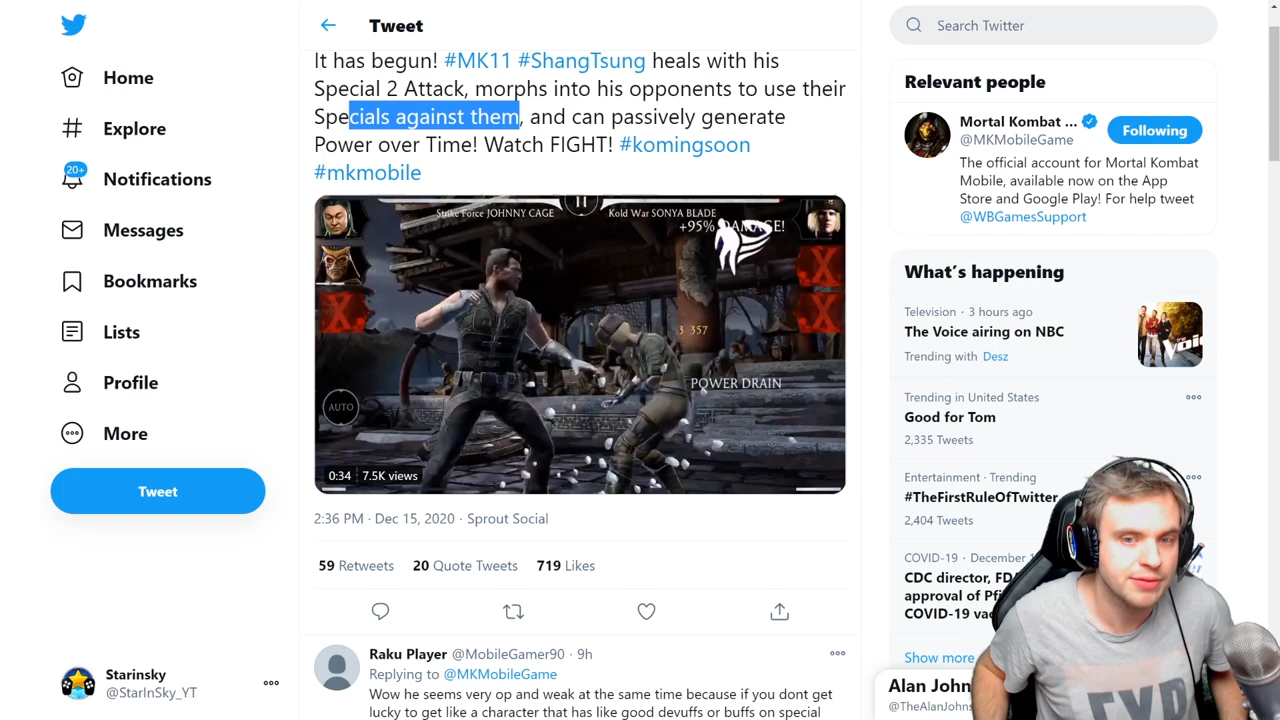 Tweet
Search Twitter
Home
Explore
20+
Notifications
Messages
Bookmarks
Lists
Profile
More
Tweet
Starinsky
@StarInSky_YT
It has begun! #MK11 #ShangTsung heals with his
Special 2 Attack, morphs into his opponents to use their
Specials against them, and can passively generate
Power over Time! Watch FIGHT! #komingsoon
#mkmobile
Strike Force JOHNNY CAGE
Kold War SONYA BLADE
+95% DAMAGE!
3 357
POWER DRAIN
AUTO
0:34 7.5K views
2:36 PM · Dec 15, 2020 · Sprout Social
59 Retweets 20 Quote Tweets 719 Likes
Raku Player @MobileGamer90 · 9h
Replying to @MKMobileGame
Wow he seems very op and weak at the same time because if you dont get
lucky to get like a character that has like good devuffs or buffs on special
Relevant people
Mortal Kombat ...
@MKMobileGame
Following
The official account for Mortal Kombat
Mobile, available now on the App
Store and Google Play! For help tweet
@WBGamesSupport
What's happening
Television · 3 hours ago
The Voice airing on NBC
Trending with Desz
Trending in United States
Good for Tom
2,335 Tweets
Entertainment · Trending
#TheFirstRuleOfTwitter
2,404 Tweets
COVID-19 · December
CDC director,
approval of
COVID-19
Show more
Alan